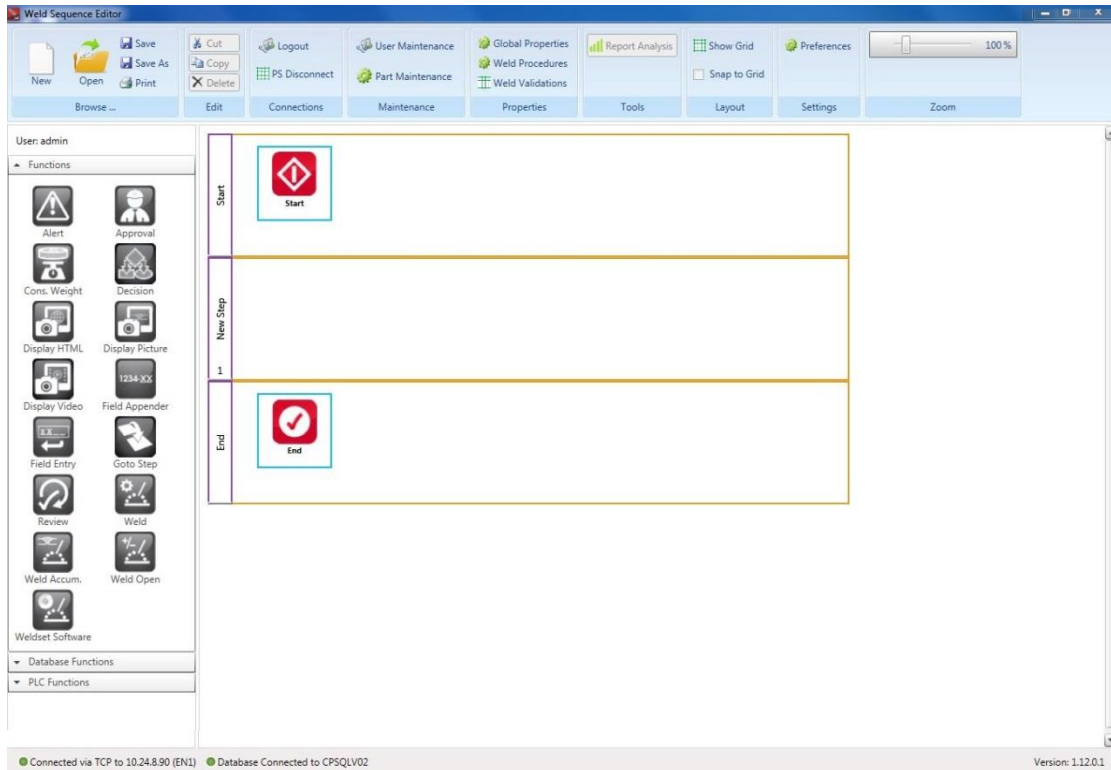 Weld Sequence Editor
Save
Save As
Print
New
Open
Browse ...
Cut
Copy
Delete
Edit
Logout
PS Disconnect
Connections
User Maintenance
Part Maintenance
Maintenance
Global Properties
Weld Procedures
Weld Validations
Properties
Report Analysis
Tools
Show Grid
Snap to Grid
Layout
Preferences
Settings
100 %
Zoom
User: admin
Functions
Alert
Approval
Cons. Weight
Decision
Display HTML
Display Picture
Display Video
1234-XX
Field Appender
XX__
Field Entry
Goto Step
Review
Weld
Weld Accum.
+/-
Weld Open
Weldset Software
Database Functions
PLC Functions
Start
Start
New Step
1
End
End
Connected via TCP to 10.24.8.90 (EN1)
Database Connected to CPSQLV02
Version: 1.12.0.1